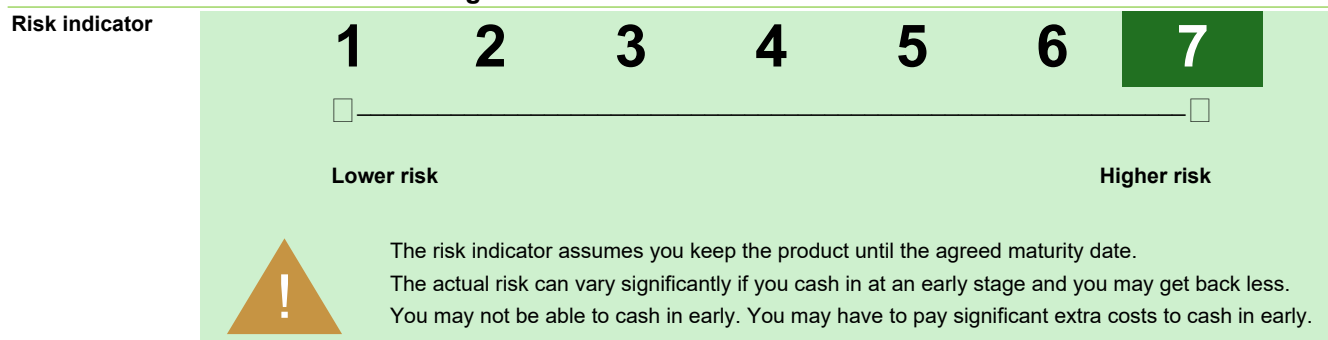 Risk indicator
1 2 3 4 5 6 7
Lower risk Higher risk
The risk indicator assumes you keep the product until the agreed maturity date.
! The actual risk can vary significantly if you cash in at an early stage and you may get back less.
You may not be able to cash in early. You may have to pay significant extra costs to cash in early.